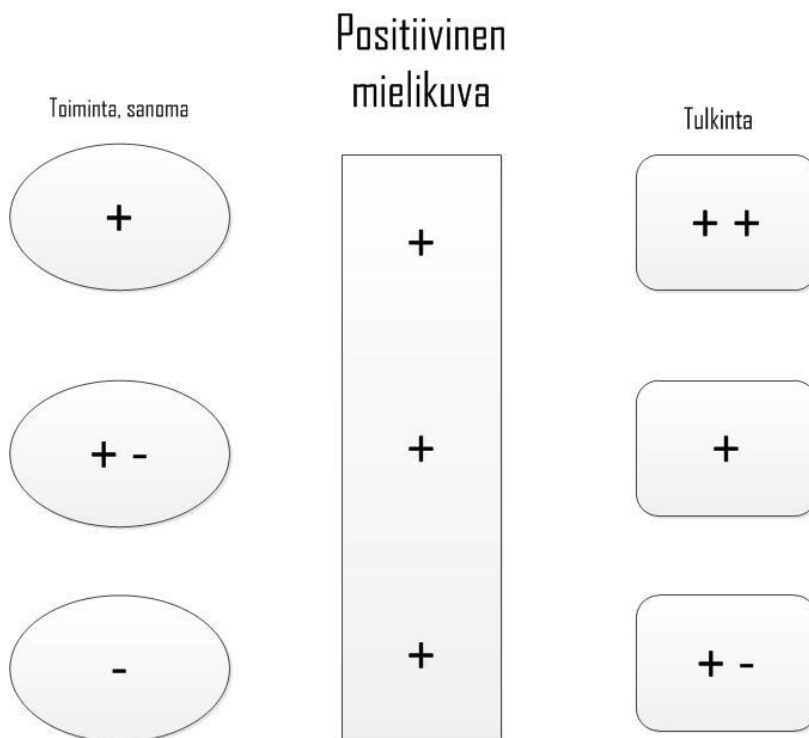 Positiivinen
mielikuva
Toiminta, sanoma
Tulkinta
+
+
+ +
+ -
+
+
-
+
+ -